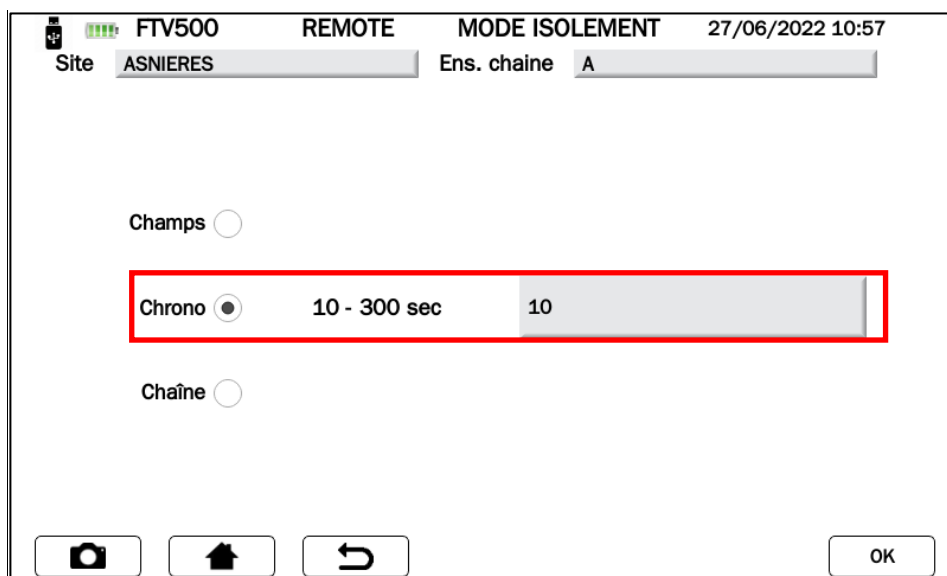 FTV500 REMOTE MODE ISOLEMENT 27/06/2022 10:57
Site ASNIERES Ens. chaine A
Champs
Chrono 10 - 300 sec 10
Chaîne
OK